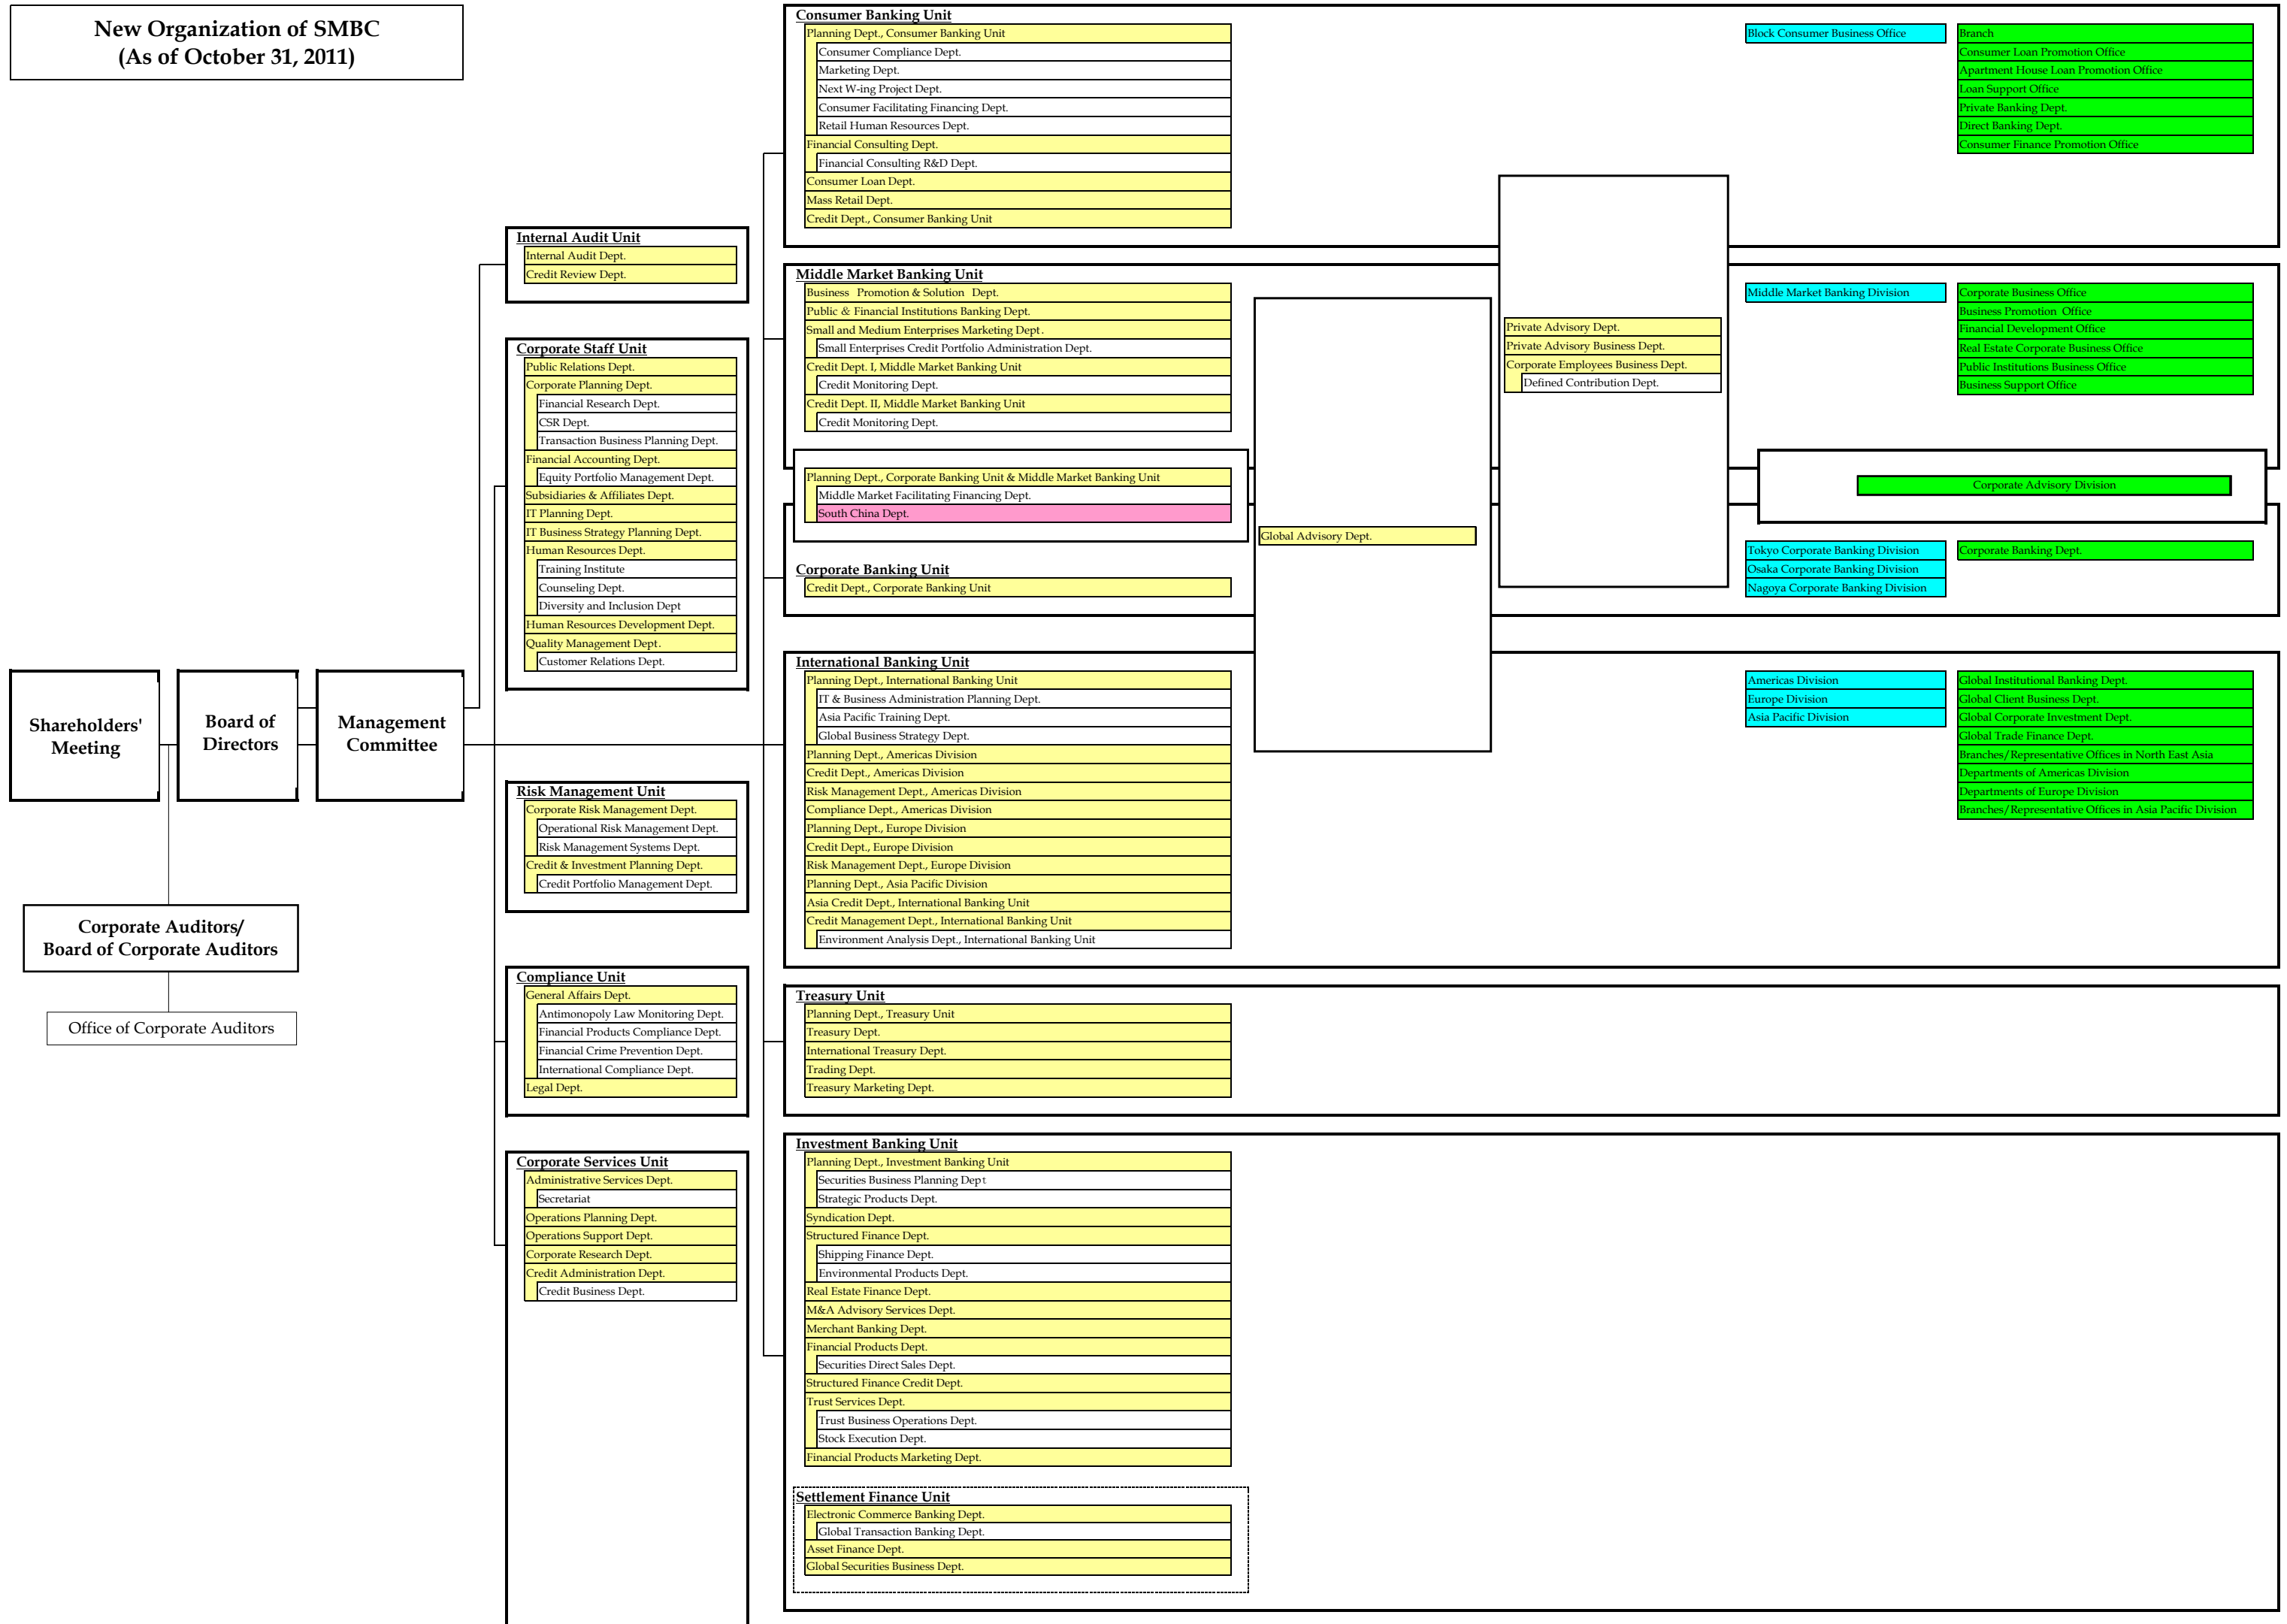 New Organization of SMBC
(As of October 31, 2011)
Shareholders'
Meeting
Board of
Directors
Management
Committee
Corporate Auditors/
Board of Corporate Auditors
Office of Corporate Auditors
Internal Audit Unit
Internal Audit Dept.
Credit Review Dept.
Corporate Staff Unit
Public Relations Dept.
Corporate Planning Dept.
Financial Research Dept.
CSR Dept.
Transaction Business Planning Dept.
Financial Accounting Dept.
Equity Portfolio Management Dept.
Subsidiaries & Affiliates Dept.
IT Planning Dept.
IT Business Strategy Planning Dept.
Human Resources Dept.
Training Institute
Counseling Dept.
Diversity and Inclusion Dept
Human Resources Development Dept.
Quality Management Dept.
Customer Relations Dept.
Risk Management Unit
Corporate Risk Management Dept.
Operational Risk Management Dept.
Risk Management Systems Dept.
Credit & Investment Planning Dept.
Credit Portfolio Management Dept.
Compliance Unit
General Affairs Dept.
Antimonopoly Law Monitoring Dept.
Financial Products Compliance Dept.
Financial Crime Prevention Dept.
International Compliance Dept.
Legal Dept.
Corporate Services Unit
Administrative Services Dept.
Secretariat
Operations Planning Dept.
Operations Support Dept.
Corporate Research Dept.
Credit Administration Dept.
Credit Business Dept.
Consumer Banking Unit
Planning Dept., Consumer Banking Unit
Consumer Compliance Dept.
Marketing Dept.
Next W-ing Project Dept.
Consumer Facilitating Financing Dept.
Retail Human Resources Dept.
Financial Consulting Dept.
Financial Consulting R&D Dept.
Consumer Loan Dept.
Mass Retail Dept.
Credit Dept., Consumer Banking Unit
Block Consumer Business Office
Branch
Consumer Loan Promotion Office
Apartment House Loan Promotion Office
Loan Support Office
Private Banking Dept.
Direct Banking Dept.
Consumer Finance Promotion Office
Middle Market Banking Unit
Business Promotion & Solution Dept.
Public & Financial Institutions Banking Dept.
Small and Medium Enterprises Marketing Dept.
Small Enterprises Credit Portfolio Administration Dept.
Credit Dept. I, Middle Market Banking Unit
Credit Monitoring Dept.
Credit Dept. II, Middle Market Banking Unit
Credit Monitoring Dept.
Private Advisory Dept.
Private Advisory Business Dept.
Corporate Employees Business Dept.
Defined Contribution Dept.
Middle Market Banking Division
Corporate Business Office
Business Promotion Office
Financial Development Office
Real Estate Corporate Business Office
Public Institutions Business Office
Business Support Office
Planning Dept., Corporate Banking Unit & Middle Market Banking Unit
Middle Market Facilitating Financing Dept.
South China Dept.
Global Advisory Dept.
Corporate Advisory Division
Corporate Banking Unit
Credit Dept., Corporate Banking Unit
Tokyo Corporate Banking Division
Osaka Corporate Banking Division
Nagoya Corporate Banking Division
Corporate Banking Dept.
International Banking Unit
Planning Dept., International Banking Unit
IT & Business Administration Planning Dept.
Asia Pacific Training Dept.
Global Business Strategy Dept.
Planning Dept., Americas Division
Credit Dept., Americas Division
Risk Management Dept., Americas Division
Compliance Dept., Americas Division
Planning Dept., Europe Division
Credit Dept., Europe Division
Risk Management Dept., Europe Division
Planning Dept., Asia Pacific Division
Asia Credit Dept., International Banking Unit
Credit Management Dept., International Banking Unit
Environment Analysis Dept., International Banking Unit
Americas Division
Europe Division
Asia Pacific Division
Global Institutional Banking Dept.
Global Client Business Dept.
Global Corporate Investment Dept.
Global Trade Finance Dept.
Branches/Representative Offices in North East Asia
Departments of Americas Division
Departments of Europe Division
Branches/Representative Offices in Asia Pacific Division
Treasury Unit
Planning Dept., Treasury Unit
Treasury Dept.
International Treasury Dept.
Trading Dept.
Treasury Marketing Dept.
Investment Banking Unit
Planning Dept., Investment Banking Unit
Securities Business Planning Dept
Strategic Products Dept.
Syndication Dept.
Structured Finance Dept.
Shipping Finance Dept.
Environmental Products Dept.
Real Estate Finance Dept.
M&A Advisory Services Dept.
Merchant Banking Dept.
Financial Products Dept.
Securities Direct Sales Dept.
Structured Finance Credit Dept.
Trust Services Dept.
Trust Business Operations Dept.
Stock Execution Dept.
Financial Products Marketing Dept.
Settlement Finance Unit
Electronic Commerce Banking Dept.
Global Transaction Banking Dept.
Asset Finance Dept.
Global Securities Business Dept.